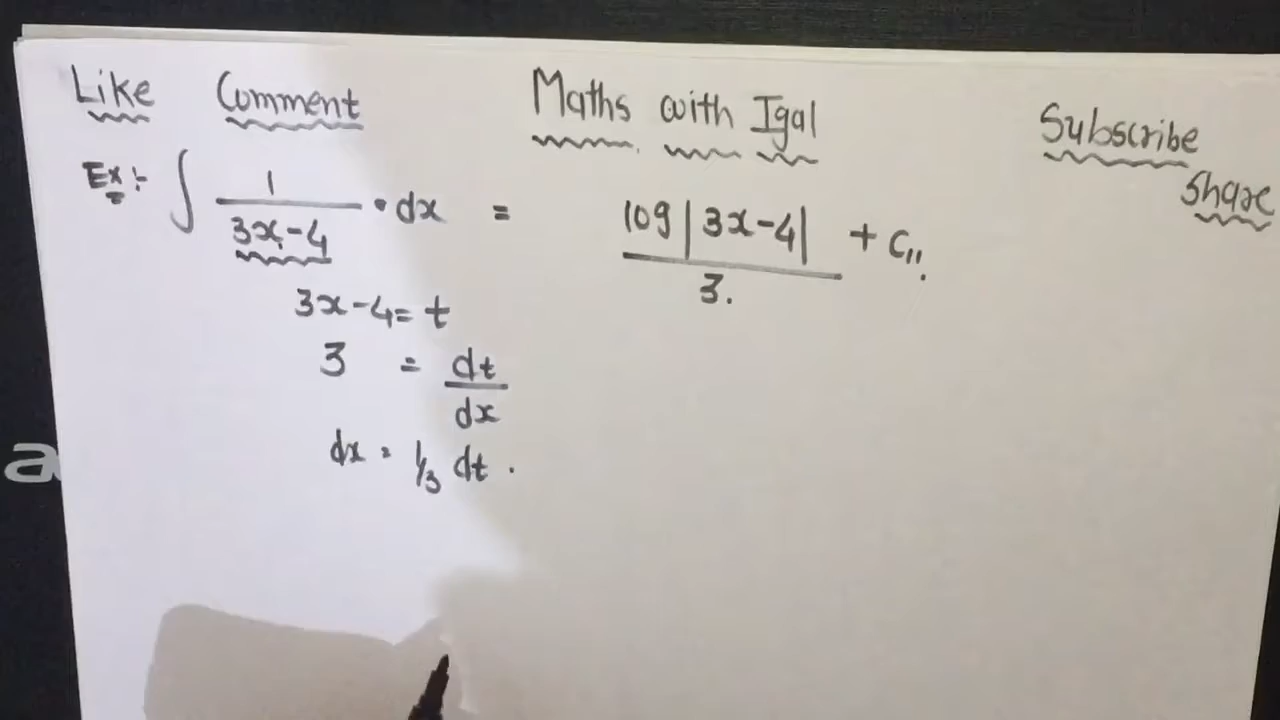 Like Comment Maths with Igal Subscribe
Share
Ex:- ∫ 1/(3x-4) • dx = log|3x-4|/3. + c,,.
3x-4 = t
3 = dt/dx
dx = 1/3 dt .